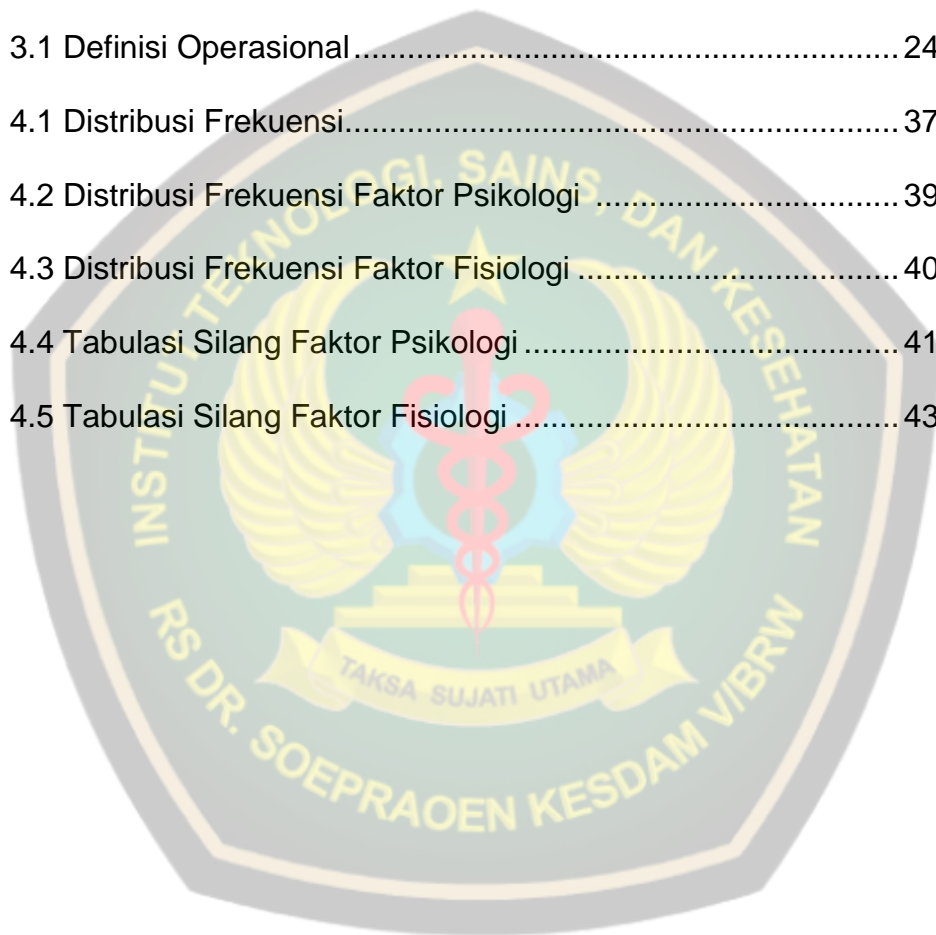 3.1 Definisi Operasional.................................................................24
4.1 Distribusi Frekuensi..................................................................37
4.2 Distribusi Frekuensi Faktor Psikologi ....................................39
4.3 Distribusi Frekuensi Faktor Fisiologi ......................................40
4.4 Tabulasi Silang Faktor Psikologi.............................................41
4.5 Tabulasi Silang Faktor Fisiologi ..............................................43
INSTITUT TEKNOLOGI, SAINS, DAN KESEHATAN
TAKSA SUJATI UTAMA
RS DR. SOEPRAOEN KESDAM V/BRW